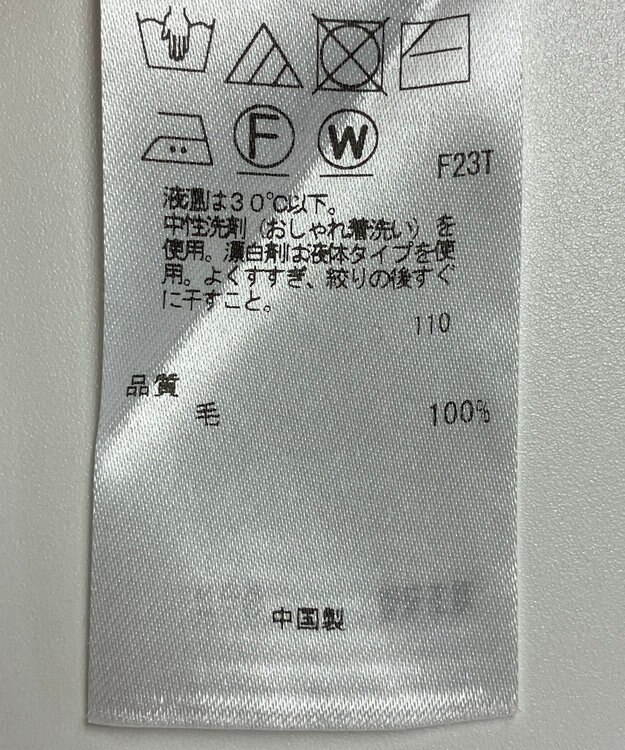 F W F23T
液温は30℃以下。
中性洗剤(おしゃれ着洗い)を
使用。漂白剤は液体タイプを使
用。よくすすぎ、絞りの後すぐ
に干すこと。
110
品質
毛 100%
中国製